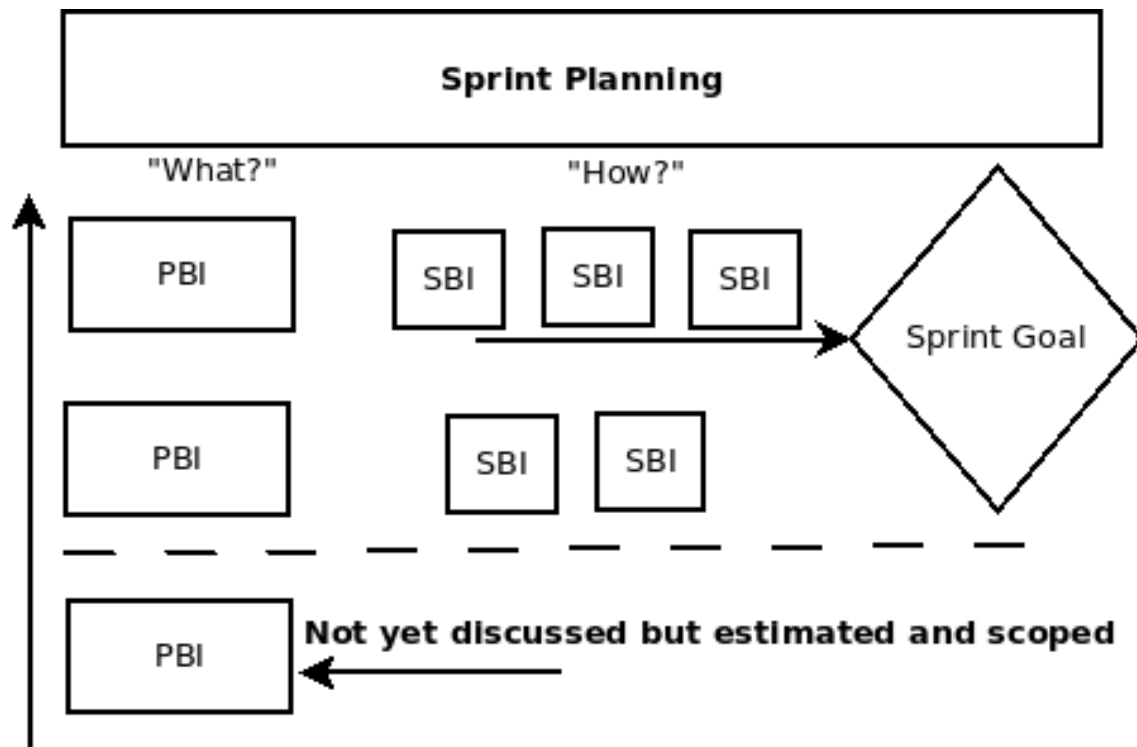 Sprint Planning
"What?"
"How?"
PBI
SBI
SBI
SBI
Sprint Goal
PBI
SBI
SBI
Not yet discussed but estimated and scoped
PBI